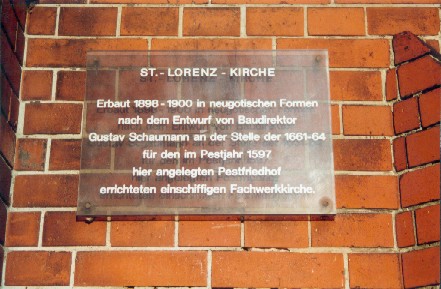 ST.-LORENZ-KIRCHE
Erbaut 1898-1900 in neugotischen Formen
nach dem Entwurf von Baudirektor
Gustav Schaumann an der Stelle der 1661-64
für den im Pestjahr 1597
hier angelegten Pestfriedhof
errichteten einschiffigen Fachwerkkirche.